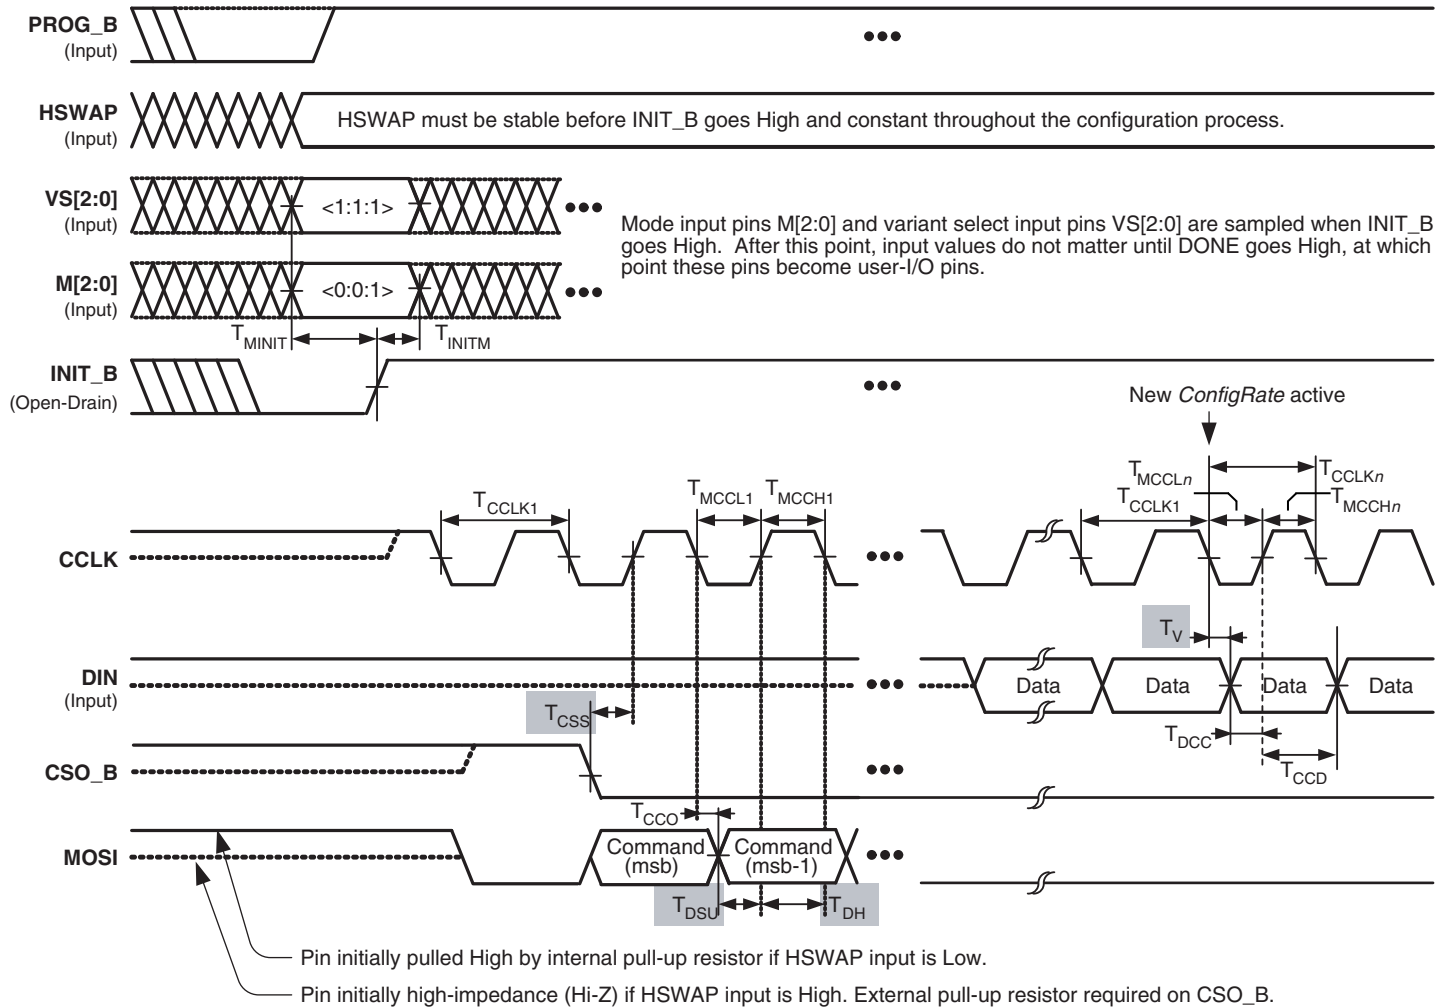 PROG_B
(Input)
HSWAP
(Input)
HSWAP must be stable before INIT_B goes High and constant throughout the configuration process.
VS[2:0]
(Input)
<1:1:1>
Mode input pins M[2:0] and variant select input pins VS[2:0] are sampled when INIT_B
goes High. After this point, input values do not matter until DONE goes High, at which
point these pins become user-I/O pins.
M[2:0]
(Input)
<0:0:1>
TMINIT
TINITM
INIT_B
(Open-Drain)
New ConfigRate active
TCCLK1
TMCCL1
TMCCH1
TMCCLn
TCCLK1
TCCLKn
TMCCHn
CCLK
TV
DIN
(Input)
Data
Data
Data
Data
TCSS
TDCC
TCCD
CSO_B
TCCO
MOSI
Command
(msb)
Command
(msb-1)
TDSU
TDH
Pin initially pulled High by internal pull-up resistor if HSWAP input is Low.
Pin initially high-impedance (Hi-Z) if HSWAP input is High. External pull-up resistor required on CSO_B.